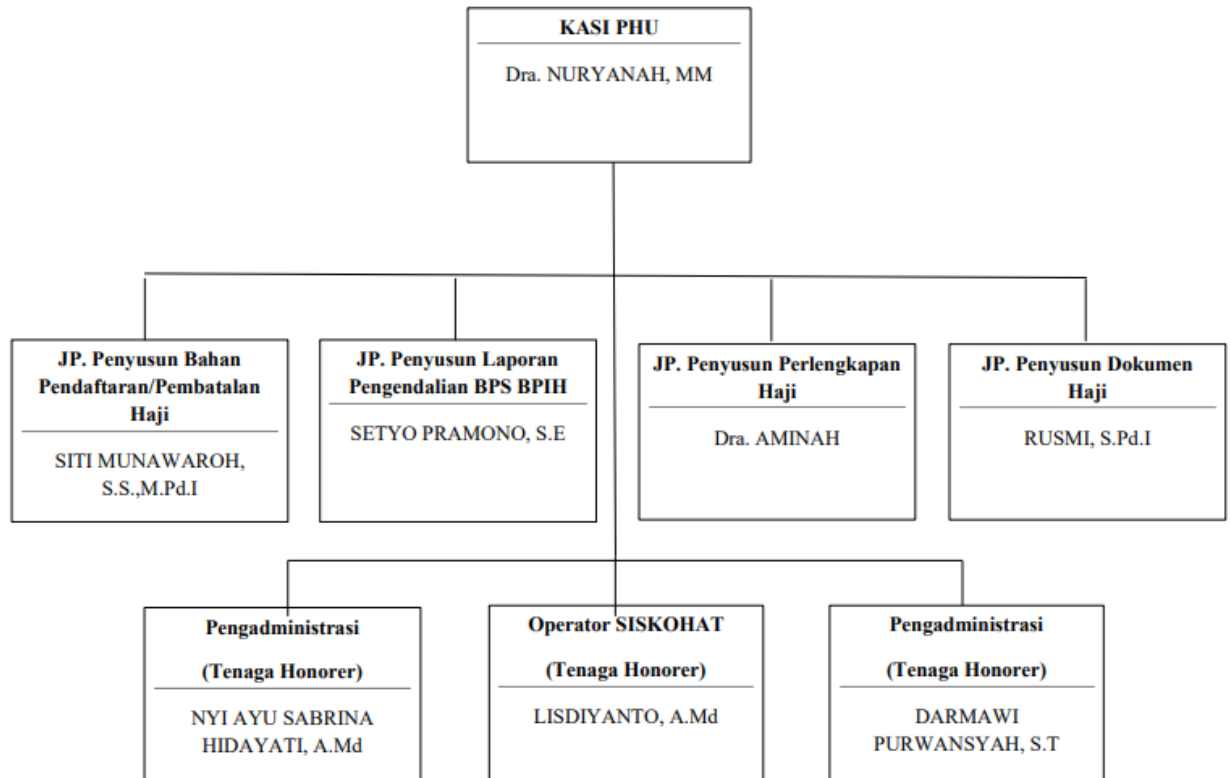 KASI PHU
Dra. NURYANAH, MM
JP. Penyusun Bahan
Pendaftaran/Pembatalan
Haji
SITI MUNAWAROH,
S.S.,M.Pd.I
JP. Penyusun Laporan
Pengendalian BPS BPIH
SETYO PRAMONO, S.E
JP. Penyusun Perlengkapan
Haji
Dra. AMINAH
JP. Penyusun Dokumen
Haji
RUSMI, S.Pd.I
Pengadministrasi
(Tenaga Honorer)
NYI AYU SABRINA
HIDAYATI, A.Md
Operator SISKOHAT
(Tenaga Honorer)
LISDIYANTO, A.Md
Pengadministrasi
(Tenaga Honorer)
DARMAWI
PURWANSYAH, S.T